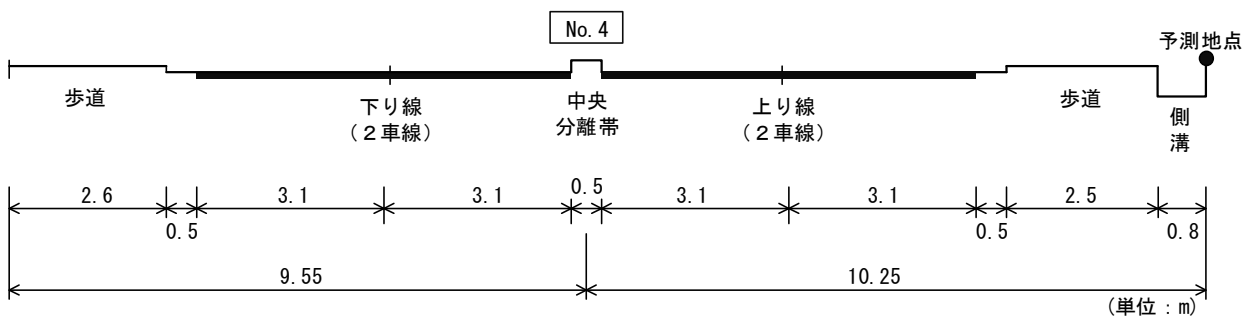 No. 4
予測地点
歩道
下り線
(2車線)
中央
分離帯
上り線
(2車線)
歩道
側
溝
2.6
0.5
3.1
3.1
0.5
3.1
3.1
0.5
2.5
0.8
9.55
10.25
(単位：m)